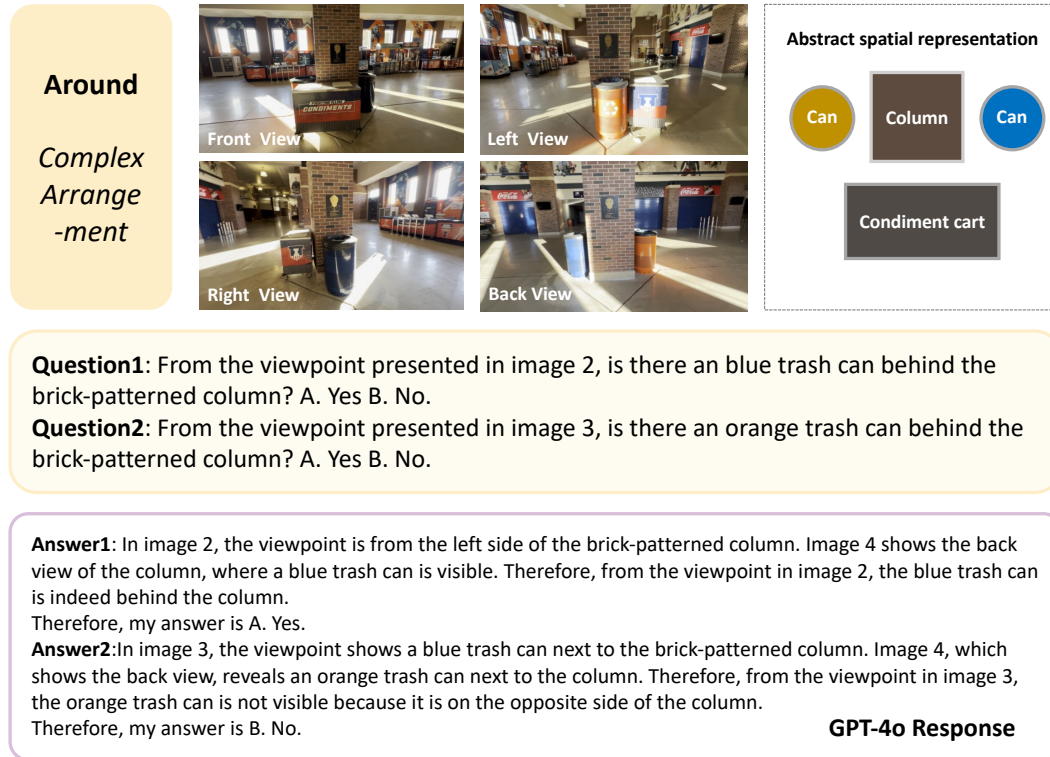 Around
Complex
Arrange
-ment
CONDIMENTS
Front View
Left View
Right View
Back View
Abstract spatial representation
Can
Column
Can
Condiment cart
Question1: From the viewpoint presented in image 2, is there an blue trash can behind the
brick-patterned column? A. Yes B. No.
Question2: From the viewpoint presented in image 3, is there an orange trash can behind the
brick-patterned column? A. Yes B. No.
Answer1: In image 2, the viewpoint is from the left side of the brick-patterned column. Image 4 shows the back
view of the column, where a blue trash can is visible. Therefore, from the viewpoint in image 2, the blue trash can
is indeed behind the column.
Therefore, my answer is A. Yes.
Answer2:In image 3, the viewpoint shows a blue trash can next to the brick-patterned column. Image 4, which
shows the back view, reveals an orange trash can next to the column. Therefore, from the viewpoint in image 3,
the orange trash can is not visible because it is on the opposite side of the column.
Therefore, my answer is B. No.
GPT-4o Response